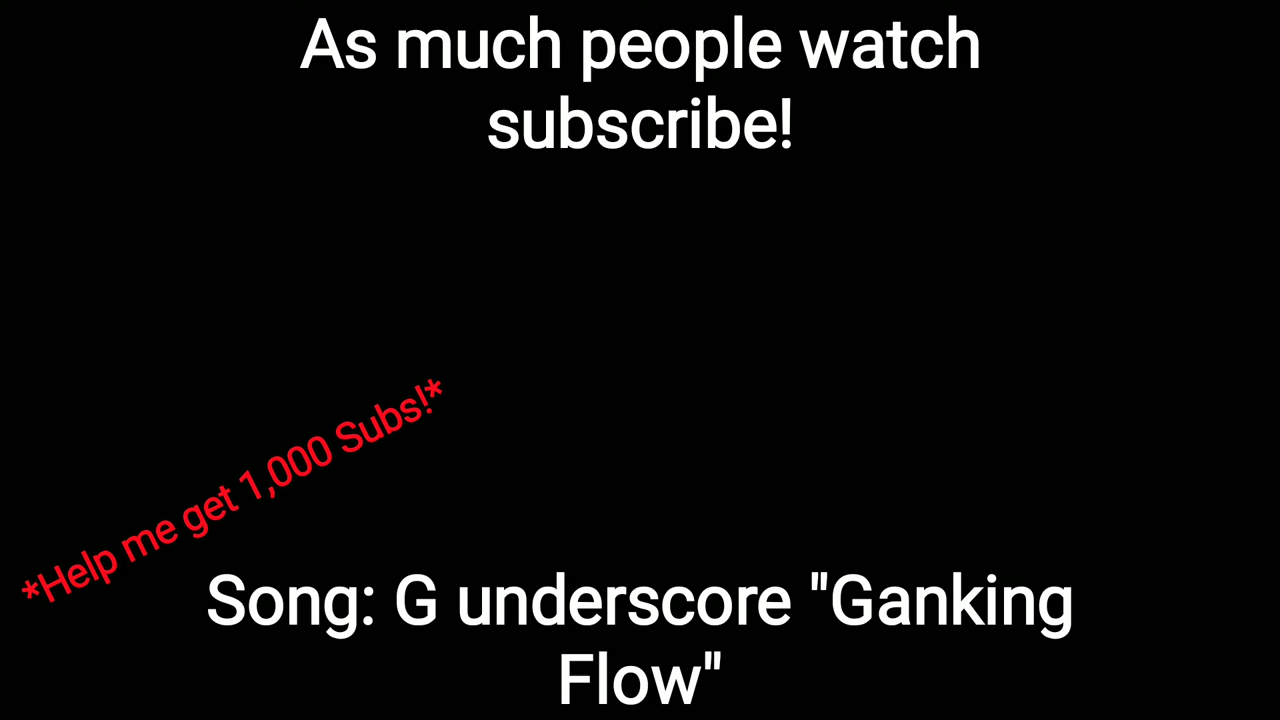 As much people watch
subscribe!
*Help me get 1,000 Subs!*
Song: G underscore "Ganking
Flow"